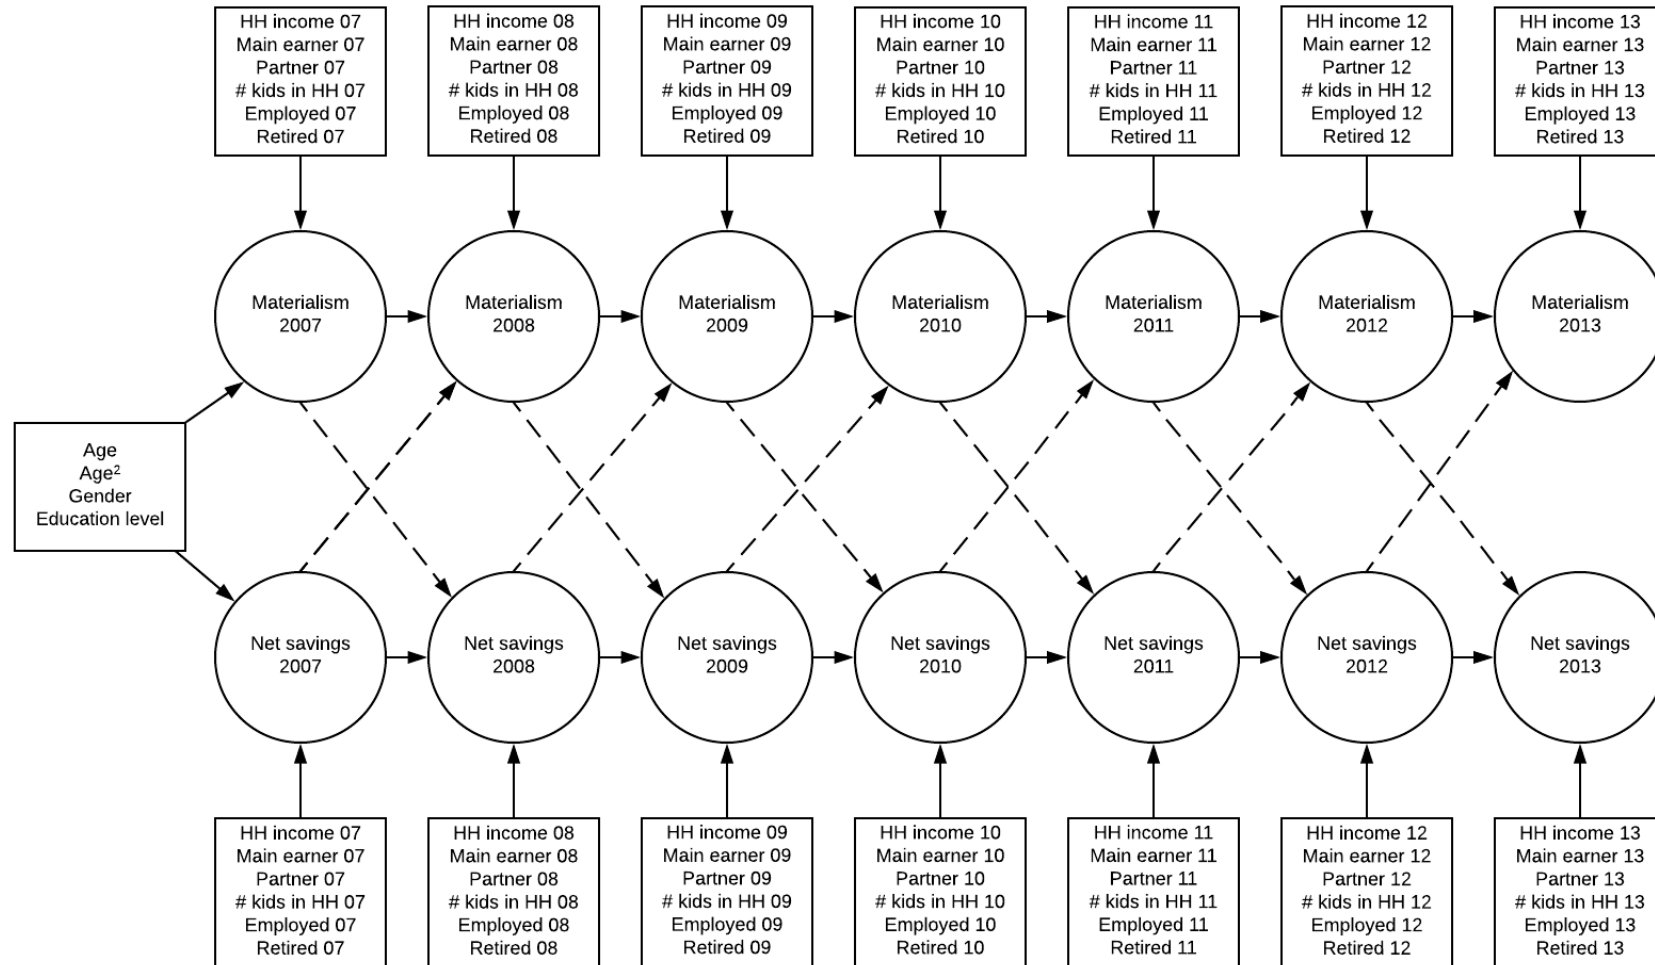 HH income 07
Main earner 07
Partner 07
# kids in HH 07
Employed 07
Retired 07
HH income 08
Main earner 08
Partner 08
# kids in HH 08
Employed 08
Retired 08
HH income 09
Main earner 09
Partner 09
# kids in HH 09
Employed 09
Retired 09
HH income 10
Main earner 10
Partner 10
# kids in HH 10
Employed 10
Retired 10
HH income 11
Main earner 11
Partner 11
# kids in HH 11
Employed 11
Retired 11
HH income 12
Main earner 12
Partner 12
# kids in HH 12
Employed 12
Retired 12
HH income 13
Main earner 13
Partner 13
# kids in HH 13
Employed 13
Retired 13
Materialism
2007
Materialism
2008
Materialism
2009
Materialism
2010
Materialism
2011
Materialism
2012
Materialism
2013
Age
Age²
Gender
Education level
Net savings
2007
Net savings
2008
Net savings
2009
Net savings
2010
Net savings
2011
Net savings
2012
Net savings
2013
HH income 07
Main earner 07
Partner 07
# kids in HH 07
Employed 07
Retired 07
HH income 08
Main earner 08
Partner 08
# kids in HH 08
Employed 08
Retired 08
HH income 09
Main earner 09
Partner 09
# kids in HH 09
Employed 09
Retired 09
HH income 10
Main earner 10
Partner 10
# kids in HH 10
Employed 10
Retired 10
HH income 11
Main earner 11
Partner 11
# kids in HH 11
Employed 11
Retired 11
HH income 12
Main earner 12
Partner 12
# kids in HH 12
Employed 12
Retired 12
HH income 13
Main earner 13
Partner 13
# kids in HH 13
Employed 13
Retired 13